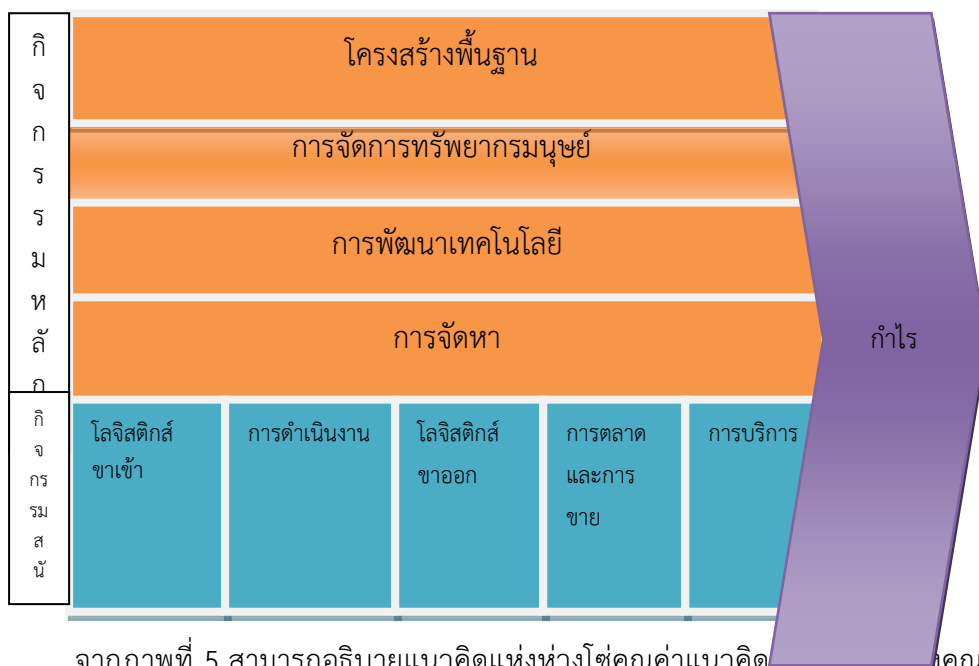 กิจกรรมหลัก
โครงสร้างพื้นฐาน
การจัดการทรัพยากรมนุษย์
การพัฒนาเทคโนโลยี
การจัดหา
กำไร
กิจกรรมสนั
โลจิสติกส์
ขาเข้า
การดำเนินงาน
โลจิสติกส์
ขาออก
การตลาด
และการ
ขาย
การบริการ
จากภาพที่ 5 สามารถอธิบายแนวคิดแห่งห่วงโซ่คุณค่าแนวคิด